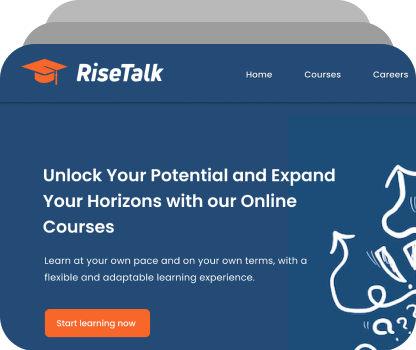 RiseTalk
Home Courses Careers
Unlock Your Potential and Expand
Your Horizons with our Online
Courses
Learn at your own pace and on your own terms, with a
flexible and adaptable learning experience.
Start learning now
a??